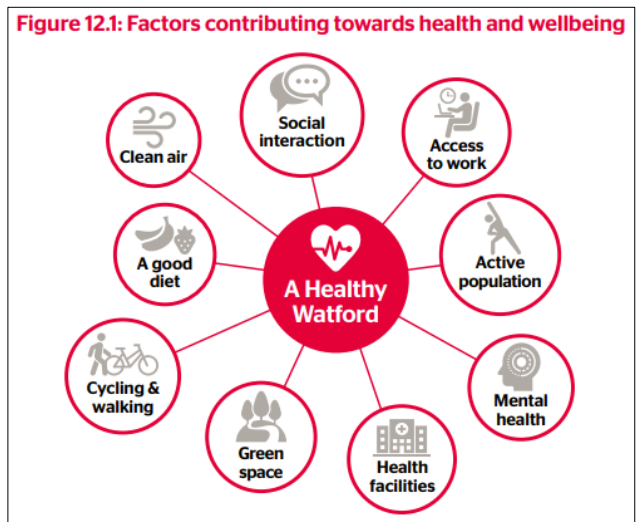 Figure 12.1: Factors contributing towards health and wellbeing
Social
interaction
Access
to work
Clean air
Active
population
A good
diet
A Healthy
Watford
Cycling &
walking
Mental
health
Green
space
Health
facilities